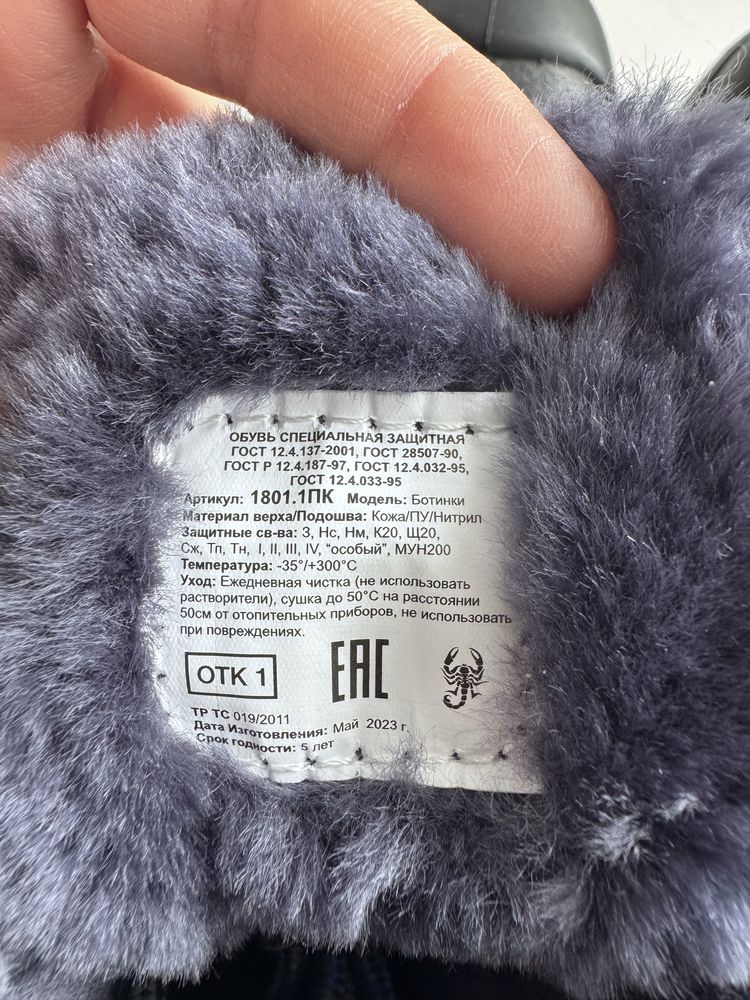 ОБУВЬ СПЕЦИАЛЬНАЯ ЗАЩИТНАЯ
ГОСТ 12.4.137-2001, ГОСТ 28507-90,
ГОСТ Р 12.4.187-97, ГОСТ 12.4.032-95,
ГОСТ 12.4.033-95
Артикул: 1801.1ПК Модель: Ботинки
Материал верха/Подошва: Кожа/ПУ/Нитрил
Защитные св-ва: З, Нс, Нм, К20, Щ20,
Сж, Тп, Тн, I, II, III, IV, "особый", МУН200
Температура: -35°/+300°С
Уход: Ежедневная чистка (не использовать
растворители), сушка до 50°С на расстоянии
50см от отопительных приборов, не использовать
при повреждениях.
ОТК 1
ЕАС
ТР ТС 019/2011
Дата Изготовления: Май 2023 г.
Срок годности: 5 лет